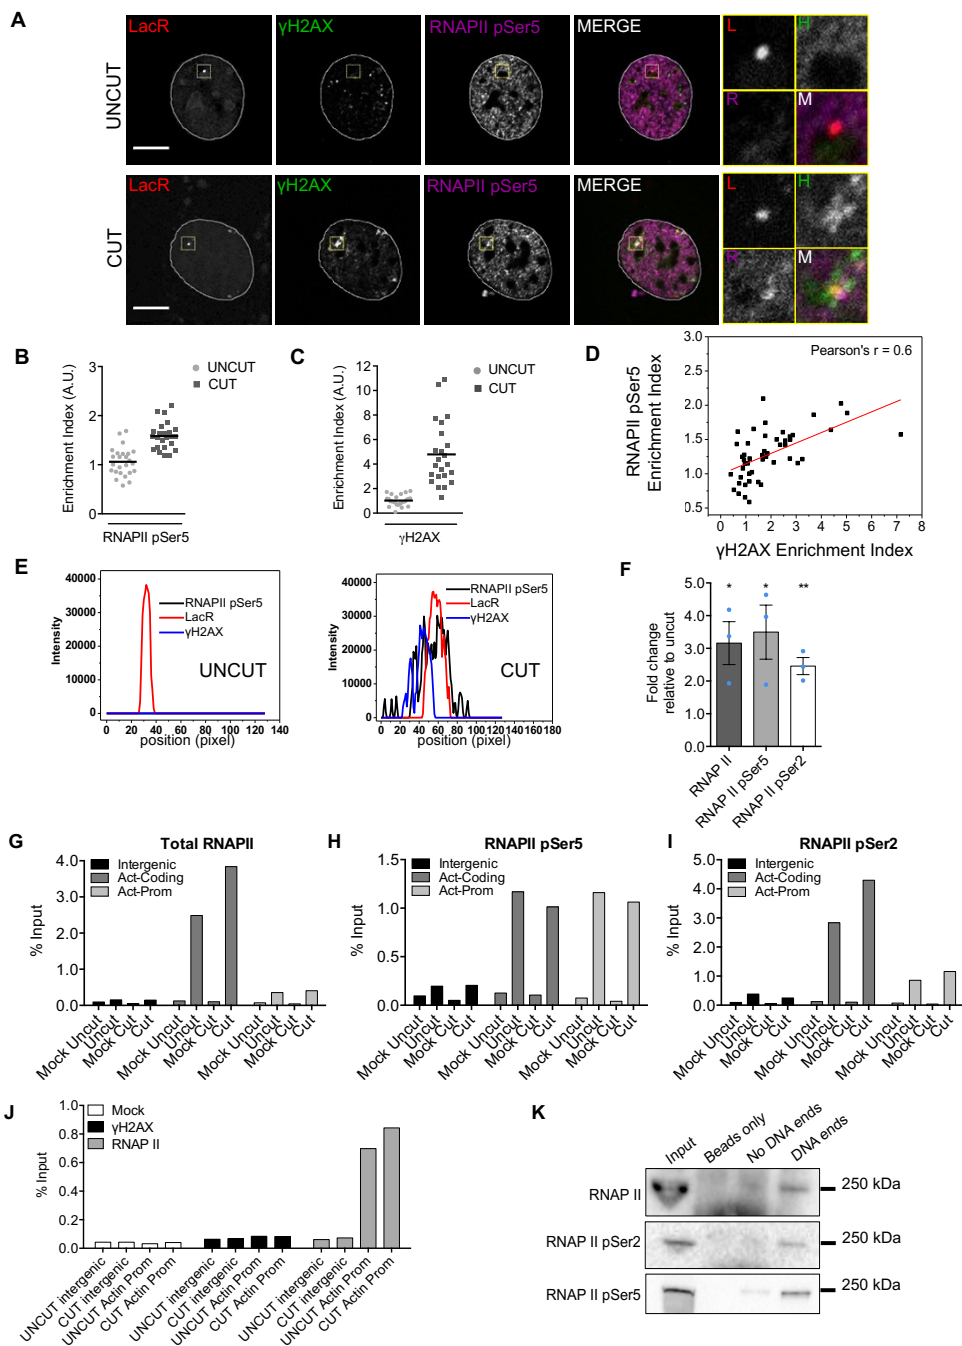 A
LacR
γH2AX
RNAPII pSer5
MERGE
UNCUT
L
H
R
M
LacR
γH2AX
RNAPII pSer5
MERGE
CUT
L
H
R
M
B
Enrichment Index (A.U.)
3
2
1
0
UNCUT
CUT
RNAPII pSer5
C
Enrichment Index (A.U.)
12
10
8
6
4
2
0
UNCUT
CUT
γH2AX
D
RNAPII pSer5
Enrichment Index
Pearson's r = 0.6
2.5
2.0
1.5
1.0
0.5
0 1 2 3 4 5 6 7 8
γH2AX Enrichment Index
E
Intensity
40000
30000
20000
10000
0
RNAPII pSer5
LacR
γH2AX
UNCUT
0 20 40 60 80 100 120 140
position (pixel)
Intensity
40000
30000
20000
10000
0
RNAPII pSer5
LacR
γH2AX
CUT
0 20 40 60 80 100 120 140 160 180
position (pixel)
F
Fold change
relative to uncut
5.0
4.0
3.0
2.0
1.0
0.0
* * **
RNAP II
RNAP II pSer5
RNAP II pSer2
G
Total RNAPII
% Input
4.0
3.0
2.0
1.0
0.0
Intergenic
Act-Coding
Act-Prom
Mock Uncut
Uncut
Mock Cut
Cut
Mock Uncut
Uncut
Mock Cut
Cut
Mock Uncut
Uncut
Mock Cut
Cut
H
RNAPII pSer5
% Input
1.5
1.0
0.5
0.0
Intergenic
Act-Coding
Act-Prom
Mock Uncut
Uncut
Mock Cut
Cut
Mock Uncut
Uncut
Mock Cut
Cut
Mock Uncut
Uncut
Mock Cut
Cut
I
RNAPII pSer2
% Input
5.0
4.0
3.0
2.0
1.0
0.0
Intergenic
Act-Coding
Act-Prom
Mock Uncut
Uncut
Mock Cut
Cut
Mock Uncut
Uncut
Mock Cut
Cut
Mock Uncut
Uncut
Mock Cut
Cut
J
% Input
1.0
0.8
0.6
0.4
0.2
0.0
Mock
γH2AX
RNAP II
UNCUT intergenic
CUT intergenic
UNCUT Actin Prom
CUT Actin Prom
UNCUT intergenic
CUT intergenic
UNCUT Actin Prom
CUT Actin Prom
UNCUT intergenic
CUT intergenic
UNCUT Actin Prom
CUT Actin Prom
K
Input
Beads only
No DNA ends
DNA ends
RNAP II
250 kDa
RNAP II pSer2
250 kDa
RNAP II pSer5
250 kDa